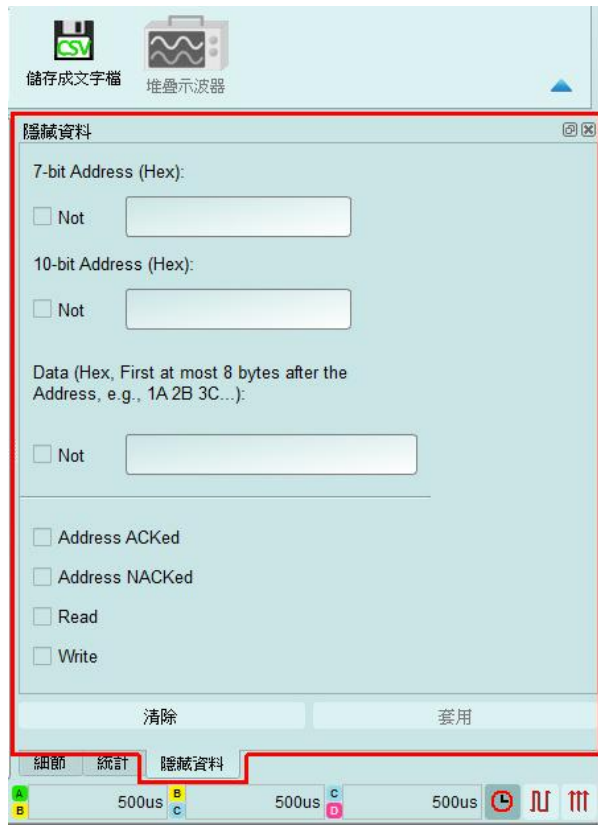 CSV
儲存成文字檔
堆疊示波器
隱藏資料
7-bit Address (Hex):
Not
10-bit Address (Hex):
Not
Data (Hex, First at most 8 bytes after the
Address, e.g., 1A 2B 3C...):
Not
Address ACKed
Address NACKed
Read
Write
清除
套用
細節
統計
隱藏資料
A
B
500us
B
C
500us
C
D
500us